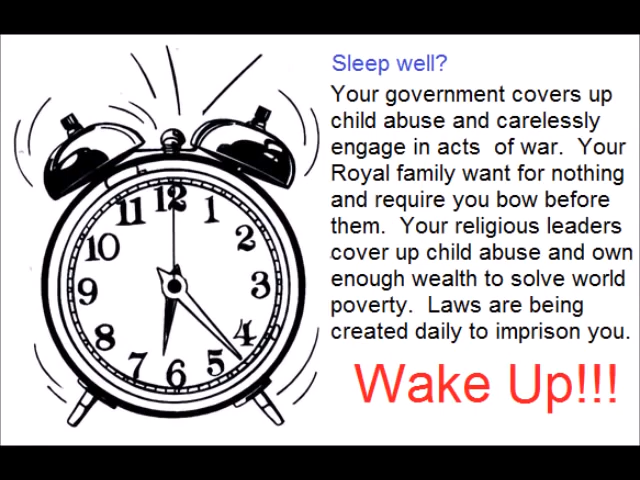 Sleep well?
Your government covers up
child abuse and carelessly
engage in acts  of war.  Your
Royal family want for nothing
and require you bow before
them.  Your religious leaders
cover up child abuse and own
enough wealth to solve world
poverty.  Laws are being
created daily to imprison you.
Wake Up!!!
12
11
1
10
2
9
3
8
4
7
5
6